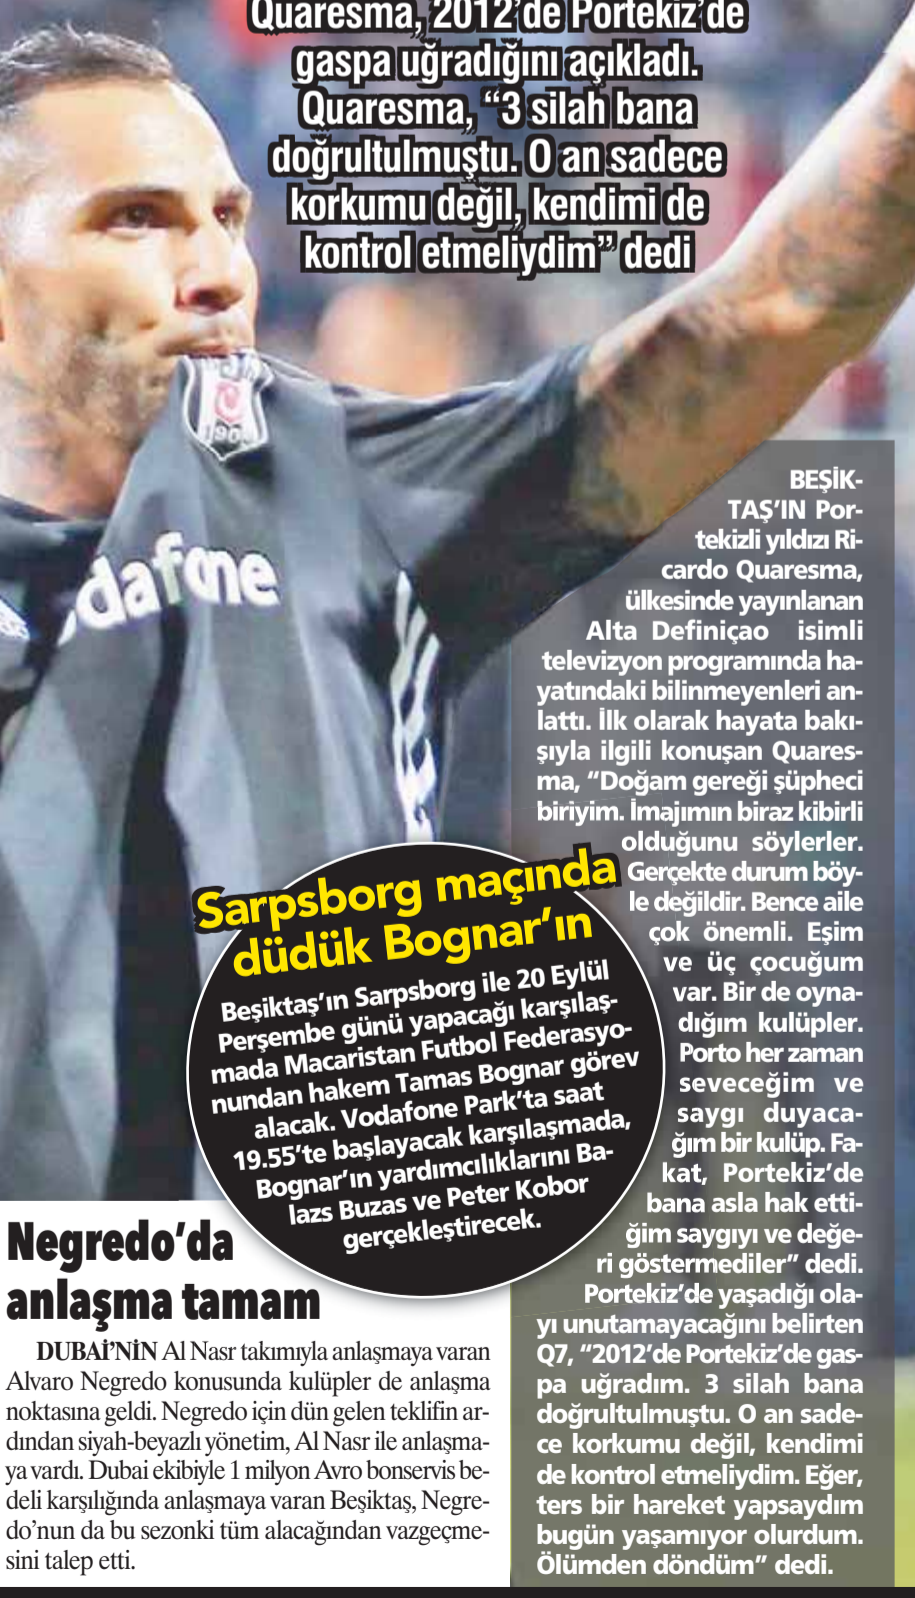 Quaresma, 2012'de Portekiz'de
gaspa uğradığını açıkladı.
Quaresma, “3 silah bana
doğrultulmuştu. O an sadece
korkumu değil, kendimi de
kontrol etmeliydim” dedi
1903
vodafone
BEŞİK-
TAŞ’IN Por-
tekizli yıldızı Ri-
cardo Quaresma,
ülkesinde yayınlanan
Alta Definiçao isimli
televizyon programında ha-
yatındaki bilinmeyenleri an-
lattı. İlk olarak hayata bakı-
şıyla ilgili konuşan Quares-
ma, “Doğam gereği şüpheci
biriyim. İmajımın biraz kibirli
olduğunu söylerler.
Gerçekte durum böy-
le değildir. Bence aile
çok önemli. Eşim
ve üç çocuğum
var. Bir de oyna-
dığım kulüpler.
Porto her zaman
seveceğim ve
saygı duyaca-
ğım bir kulüp. Fa-
kat, Portekiz’de
bana asla hak etti-
ğim saygıyı ve değe-
ri göstermediler” dedi.
Portekiz’de yaşadığı ola-
yı unutamayacağını belirten
Q7, “2012’de Portekiz’de gas-
pa uğradım. 3 silah bana
doğrultulmuştu. O an sade-
ce korkumu değil, kendimi
de kontrol etmeliydim. Eğer,
ters bir hareket yapsaydım
bugün yaşamıyor olurdum.
Ölümden döndüm” dedi.
Sarpsborg maçında
düdük Bognar’ın
Beşiktaş’ın Sarpsborg ile 20 Eylül
Perşembe günü yapacağı karşılaş-
mada Macaristan Futbol Federasyo-
nundan hakem Tamas Bognar görev
alacak. Vodafone Park’ta saat
19.55’te başlayacak karşılaşmada,
Bognar’ın yardımcılıklarını Ba-
lazs Buzas ve Peter Kobor
gerçekleştirecek.
Negredo’da
anlaşma tamam
DUBAİ’NİN Al Nasr takımıyla anlaşmaya varan
Alvaro Negredo konusunda kulüpler de anlaşma
noktasına geldi. Negredo için dün gelen teklifin ar-
dından siyah-beyazlı yönetim, Al Nasr ile anlaşma-
ya vardı. Dubai ekibiyle 1 milyon Avro bonservis be-
deli karşılığında anlaşmaya varan Beşiktaş, Negre-
do’nun da bu sezonki tüm alacağından vazgeçme-
sini talep etti.